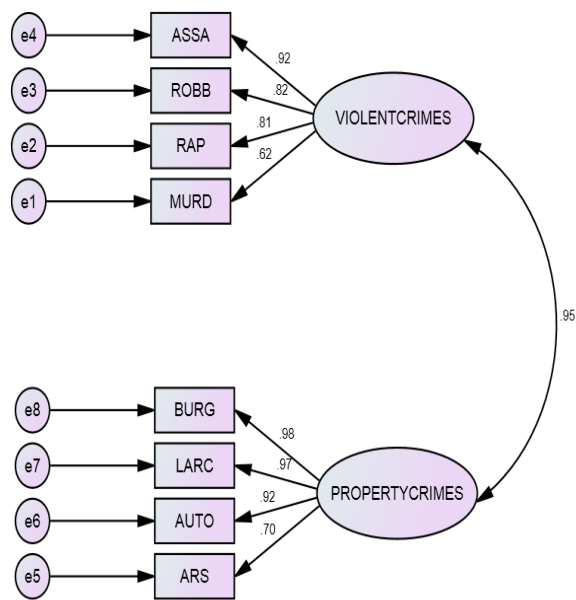 e4
ASSA
.92
e3
ROBB
.82
VIOLENTCRIMES
e2
RAP
.81
.62
e1
MURD
.95
e8
BURG
.98
e7
LARC
.97
PROPERTYCRIMES
e6
AUTO
.92
.70
e5
ARS